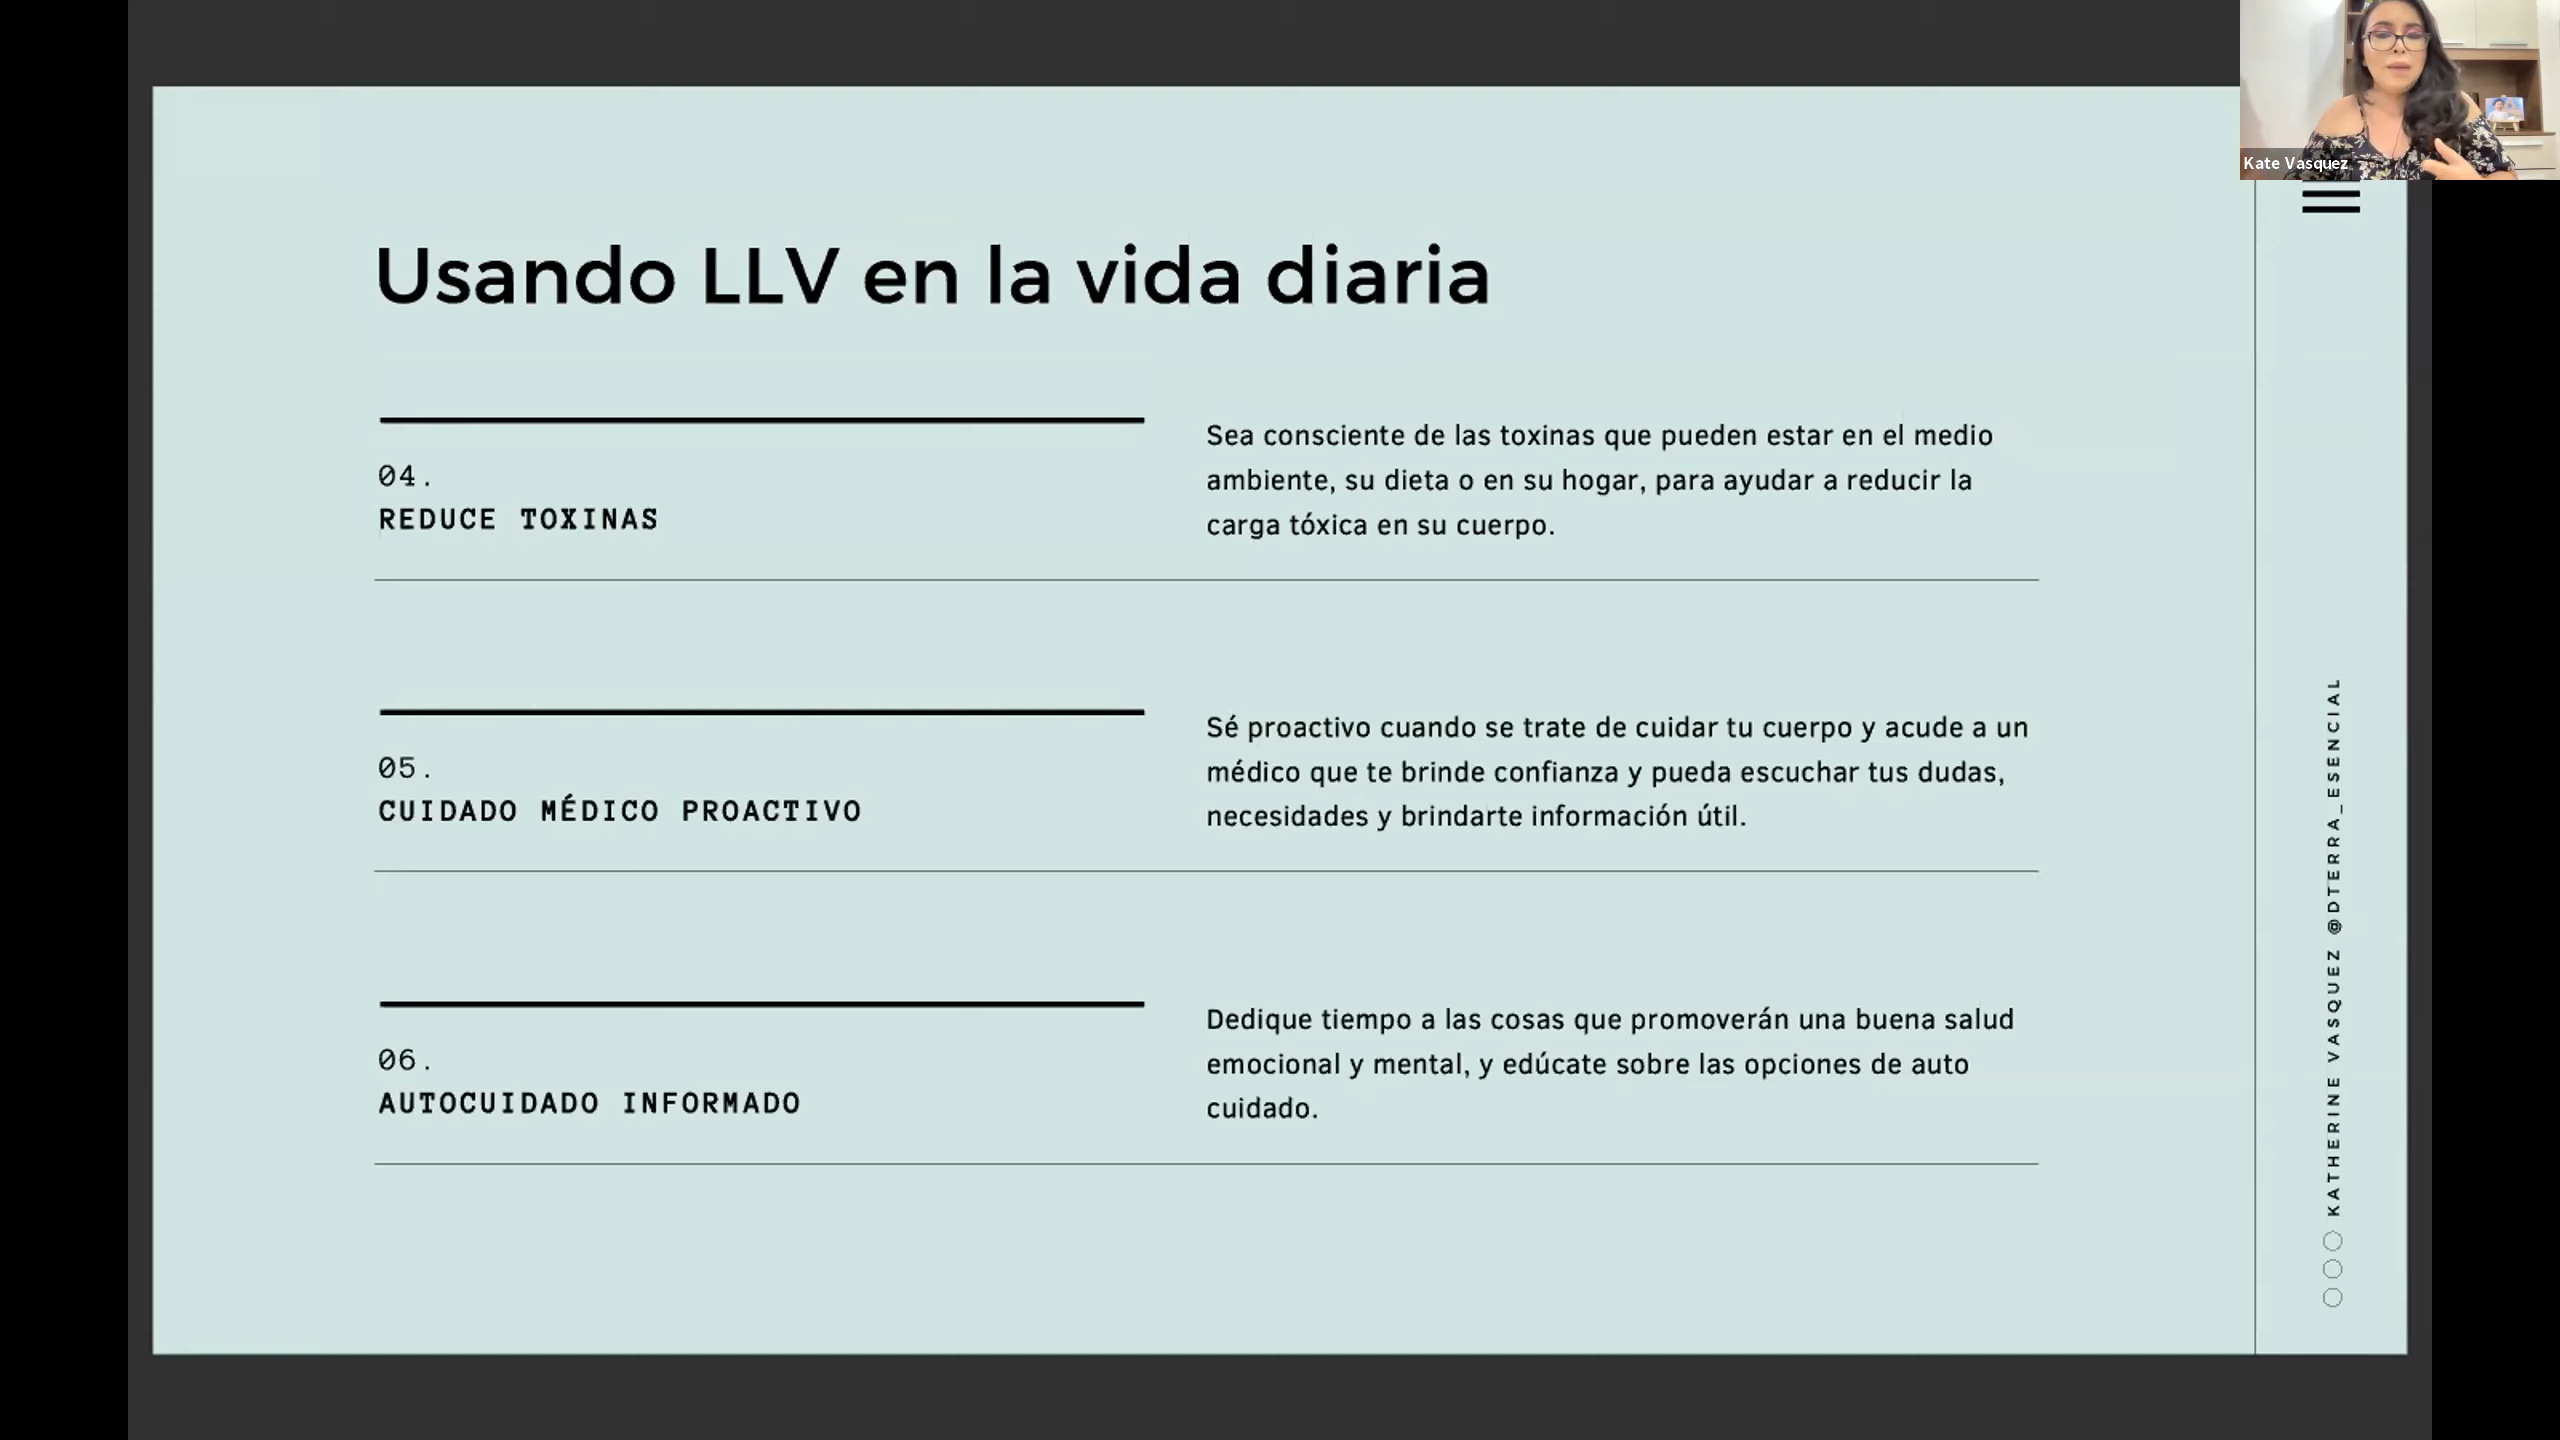 Kate Vasquez
Usando LLV en la vida diaria
04.
REDUCE TOXINAS
Sea consciente de las toxinas que pueden estar en el medio
ambiente, su dieta o en su hogar, para ayudar a reducir la
carga tóxica en su cuerpo.
05.
CUIDADO MÉDICO PROACTIVO
Sé proactivo cuando se trate de cuidar tu cuerpo y acude a un
médico que te brinde confianza y pueda escuchar tus dudas,
necesidades y brindarte información útil.
06.
AUTOCUIDADO INFORMADO
Dedique tiempo a las cosas que promoverán una buena salud
emocional y mental, y edúcate sobre las opciones de auto
cuidado.
KATHERINE VASQUEZ @DTERRA_ESENCIAL